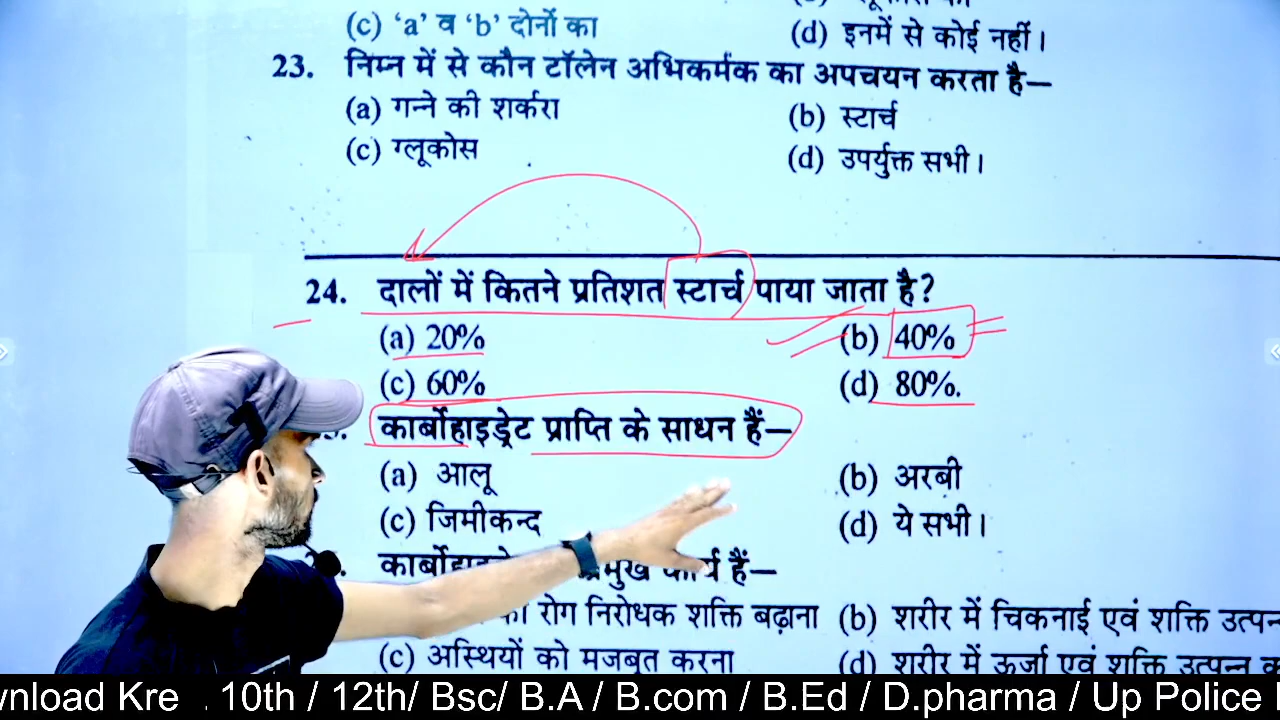 (c) ‘a’ व ‘b’ दोनों का (d) इनमें से कोई नहीं।
23. निम्न में से कौन टॉलेन अभिकर्मक का अपचयन करता है—
(a) गन्ने की शर्करा (b) स्टार्च
(c) ग्लूकोस (d) उपर्युक्त सभी।
24. दालों में कितने प्रतिशत स्टार्च पाया जाता है?
(a) 20% (b) 40%
(c) 60% (d) 80%.
कार्बोहाइड्रेट प्राप्ति के साधन हैं—
(a) आलू (b) अरबी
(c) जिमीकन्द (d) ये सभी।
हैं—
रोग निरोधक शक्ति बढ़ाना (b) शरीर में चिकनाई एवं शक्ति
(c) अस्थियों को मजबूत करना (d) शरीर में ऊर्जा एवं शक्ति उत्पन्न
wnload Kre . 10th / 12th/ Bsc/ B.A / B.com / B.Ed / D.pharma / Up Police